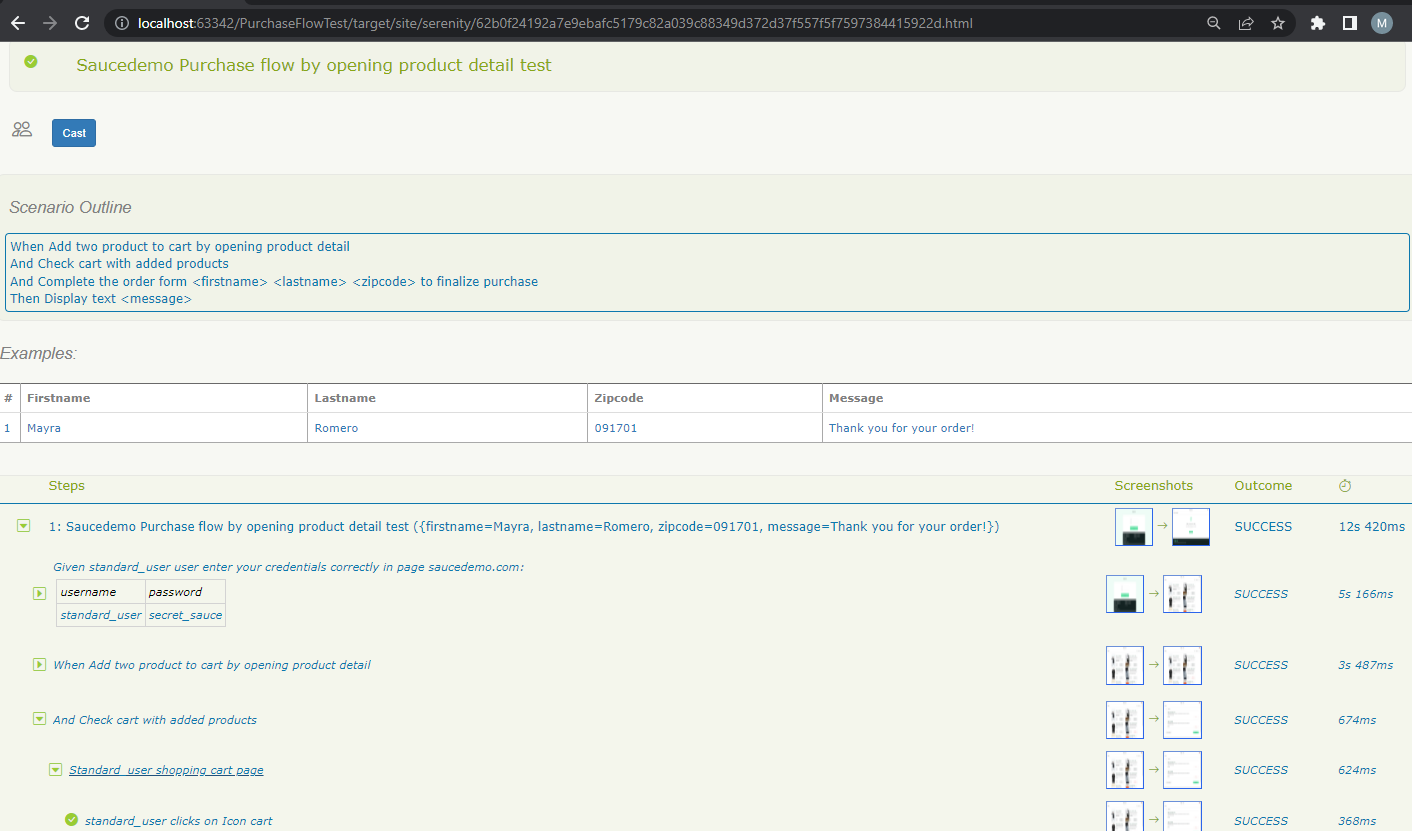 localhost:63342/PurchaseFlowTest/target/site/serenity/62b0f24192a7e9ebafc5179c82a039c88349d372d37f557f5f7597384415922d.html
M
Saucedemo Purchase flow by opening product detail test
Cast
Scenario Outline
When Add two product to cart by opening product detail
And Check cart with added products
And Complete the order form <firstname> <lastname> <zipcode> to finalize purchase
Then Display text <message>
Examples:
# Firstname Lastname Zipcode Message
1 Mayra Romero 091701 Thank you for your order!
Steps Screenshots Outcome
1: Saucedemo Purchase flow by opening product detail test ({firstname=Mayra, lastname=Romero, zipcode=091701, message=Thank you for your order!}) SUCCESS 12s 420ms
Given standard_user user enter your credentials correctly in page saucedemo.com:
username password
standard_user secret_sauce
SUCCESS 5s 166ms
When Add two product to cart by opening product detail SUCCESS 3s 487ms
And Check cart with added products SUCCESS 674ms
Standard_user shopping cart page SUCCESS 624ms
standard_user clicks on Icon cart SUCCESS 368ms